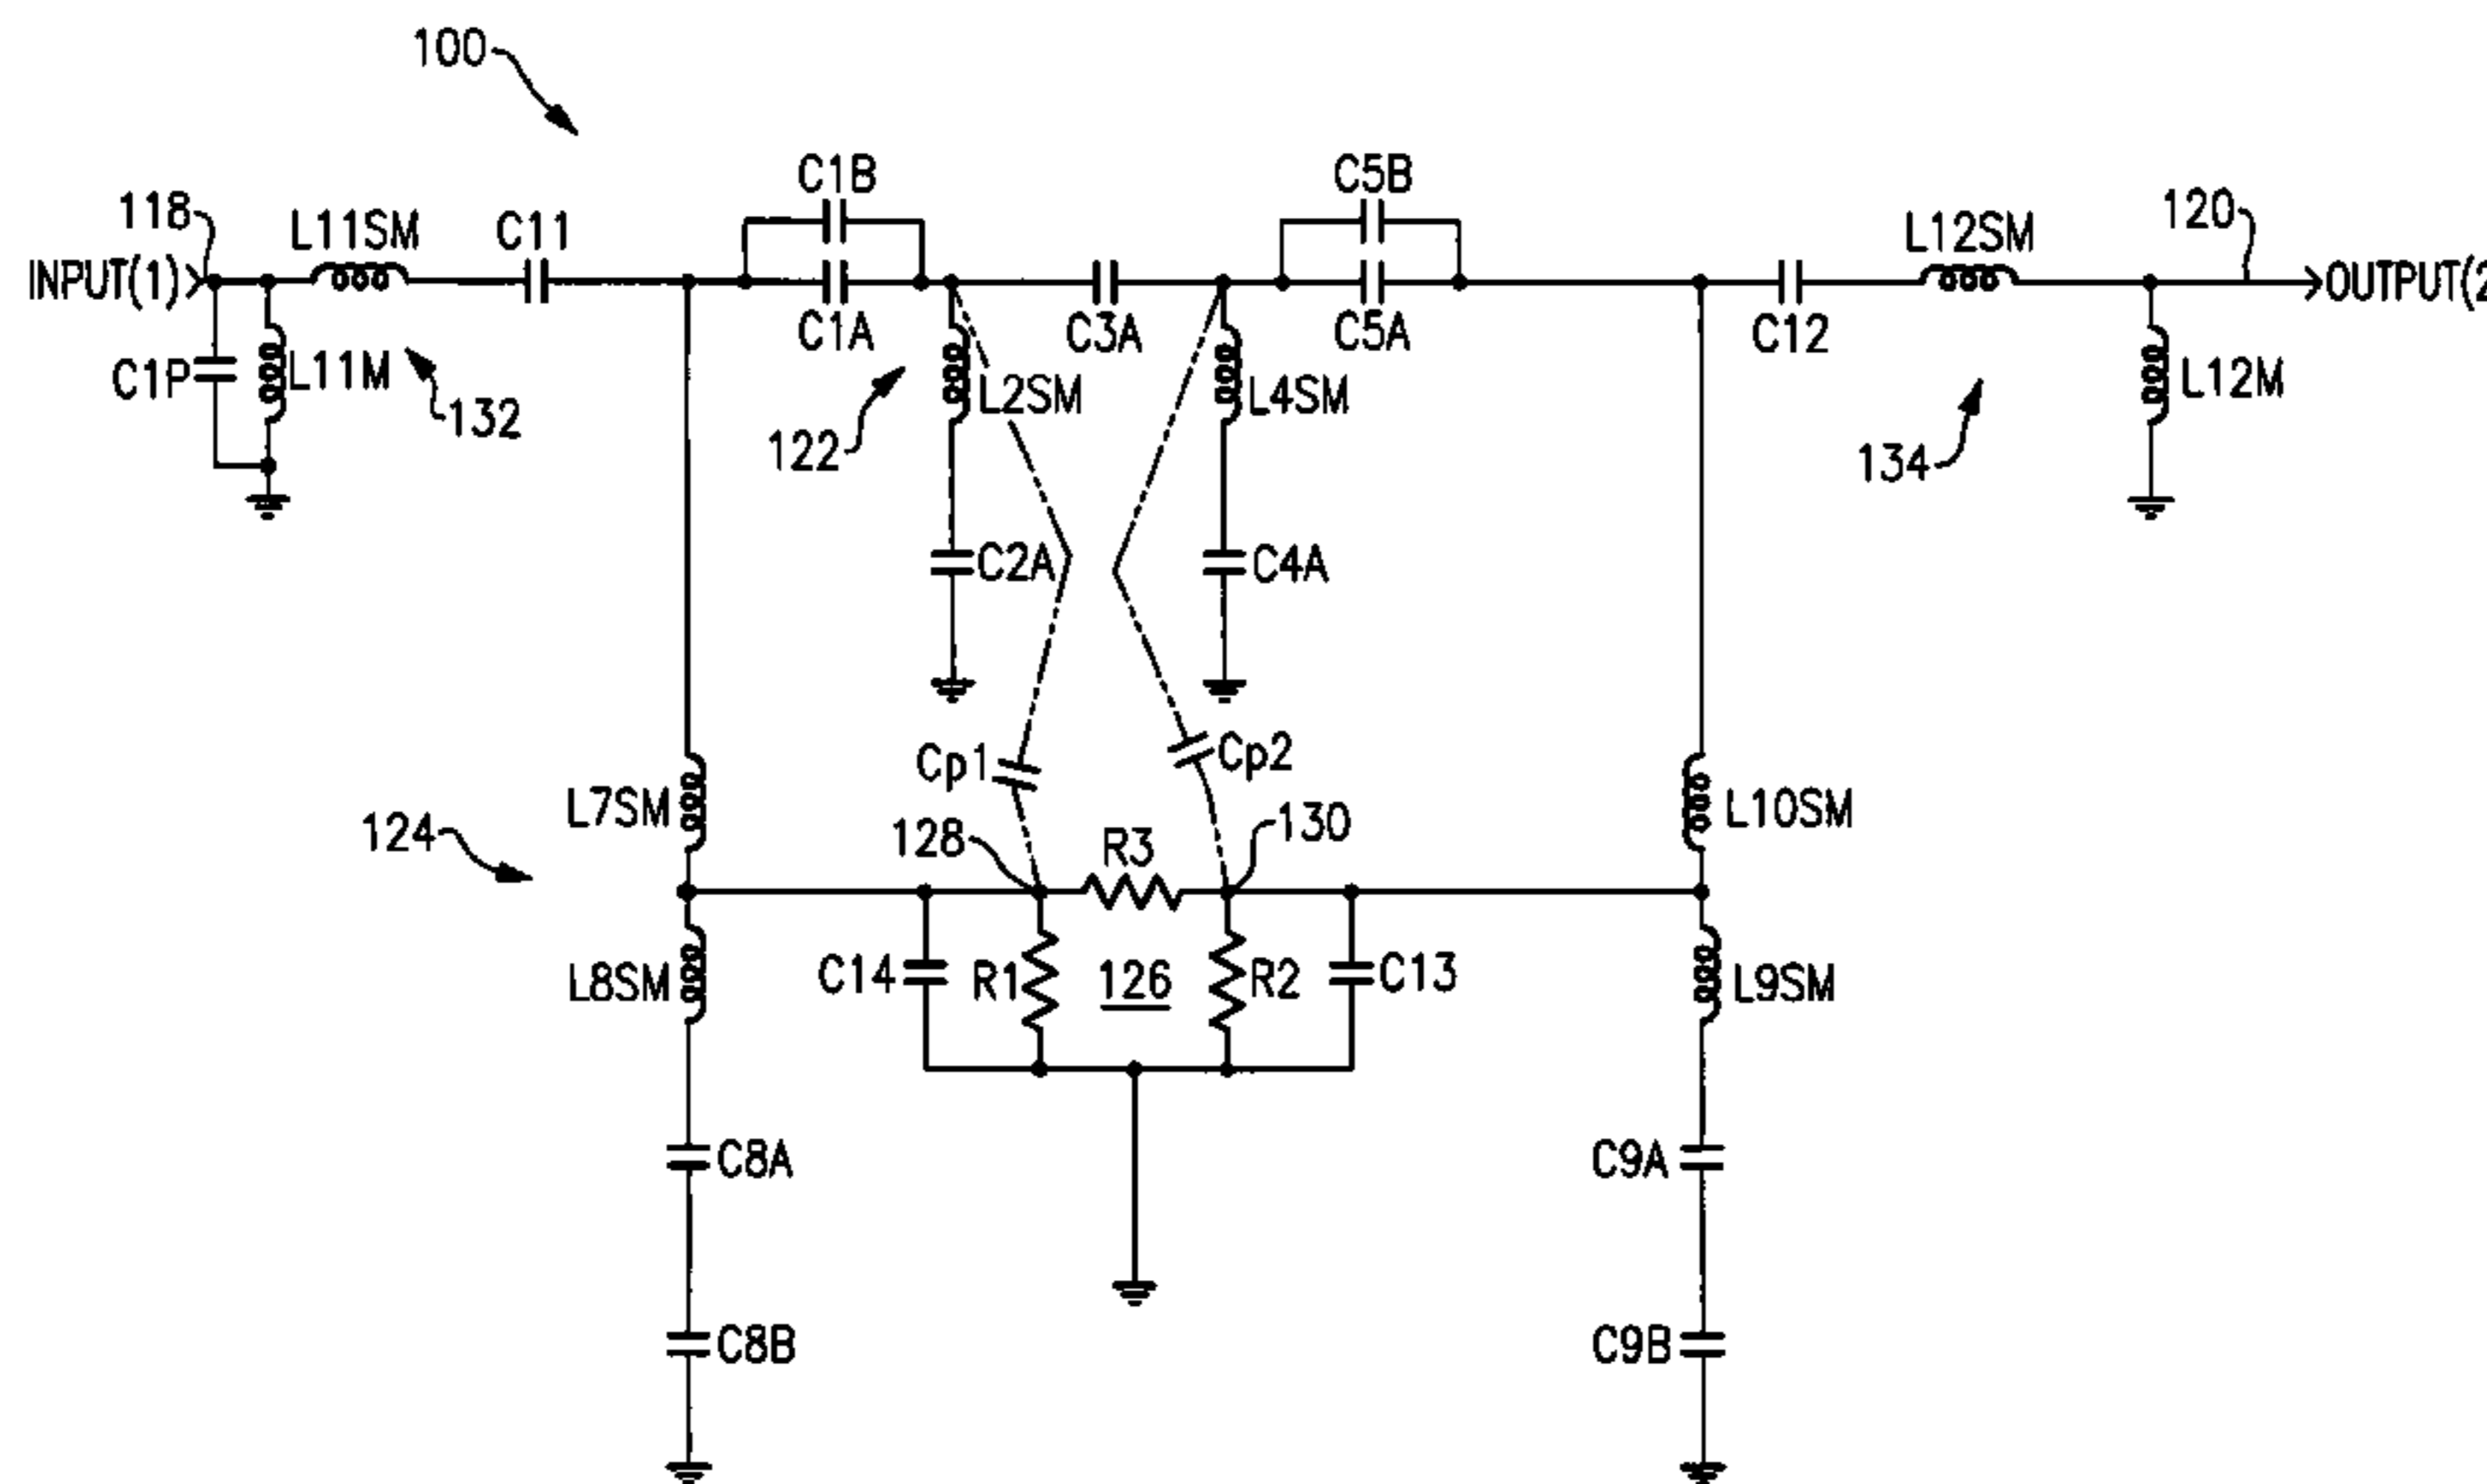 100
C1B
C5B
118
L11SM
C11
L12SM
120
INPUT(1)
OUTPUT(2
C1A
C3A
C5A
C12
C1P
L11M
132
L2SM
L4SM
L12M
122
134
C2A
C4A
Cp1
Cp2
L7SM
L10SM
124
128
R3
130
L8SM
C14
R1
126
R2
C13
L9SM
C8A
C9A
C8B
C9B